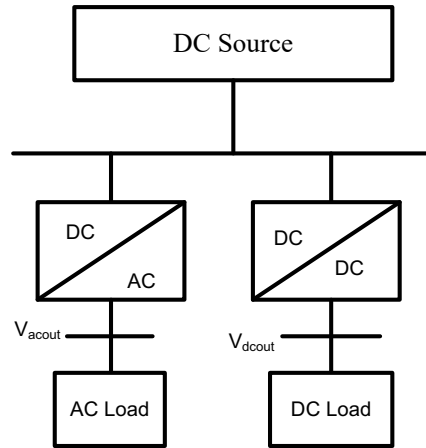 DC Source
DC
AC
DC
DC
Vacout
Vdcout
AC Load
DC Load